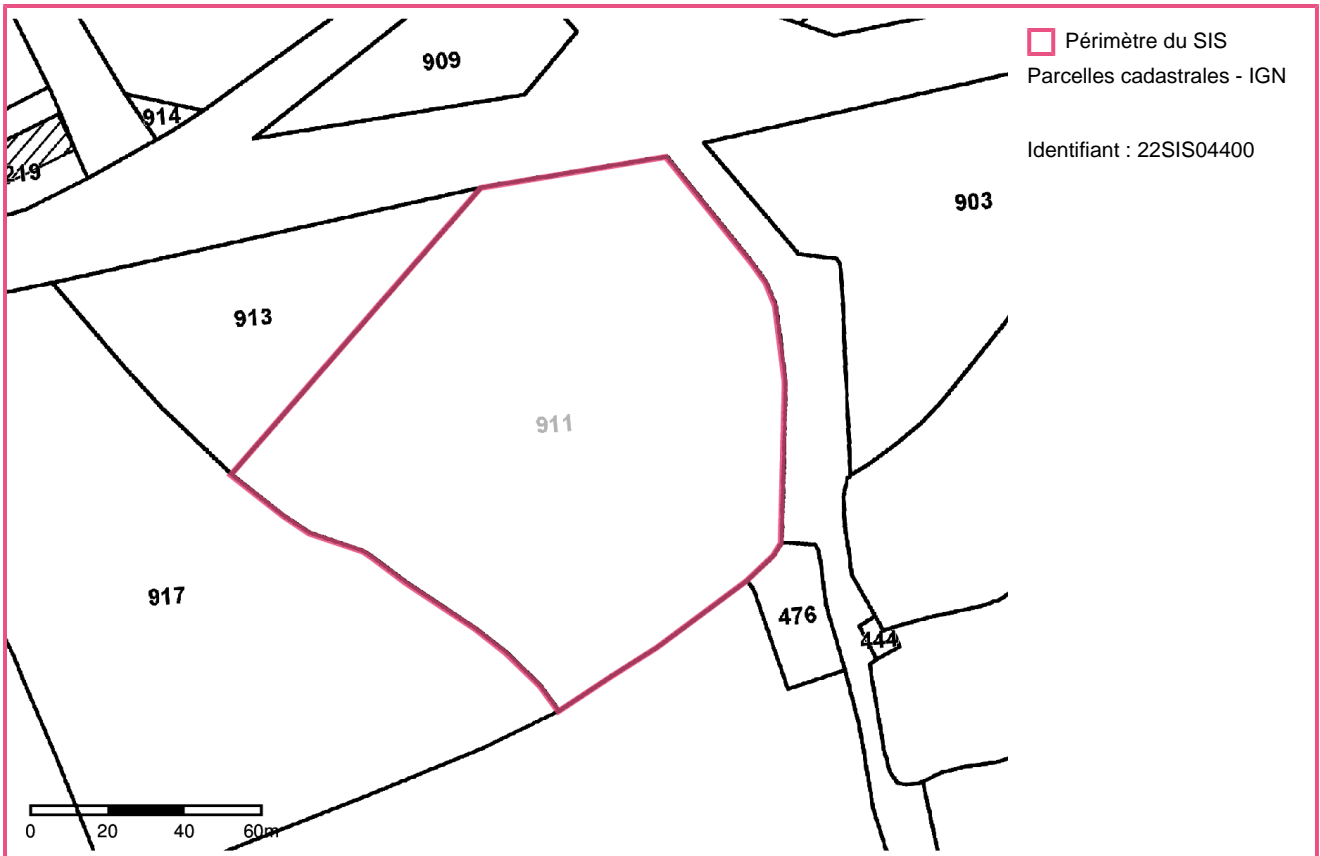 Périmètre du SIS
Parcelles cadastrales - IGN
Identifiant : 22SIS04400
909
914
219
903
913
911
917
476
444
0 20 40 60m